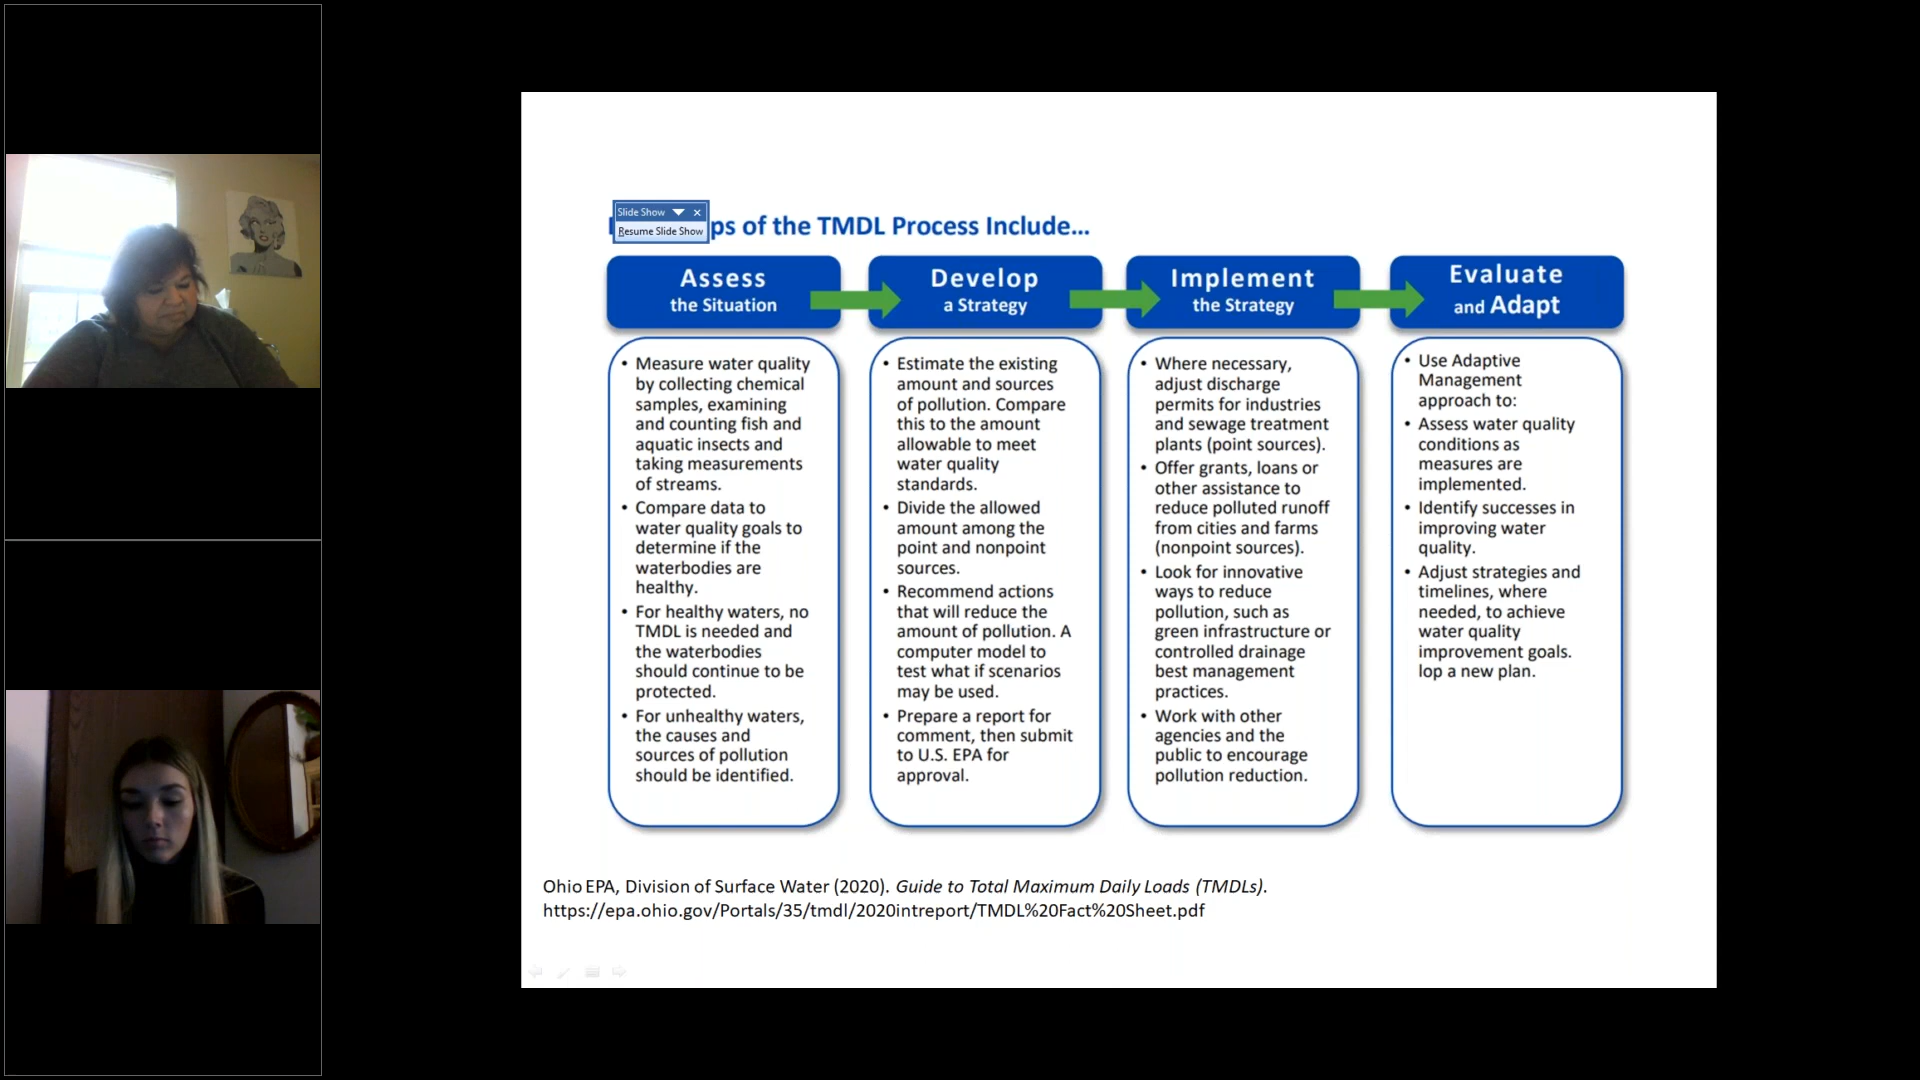 Slide Show
Resume Slide Show
ps of the TMDL Process Include...
Assess
the Situation
Develop
a Strategy
Implement
the Strategy
Evaluate
and Adapt
• Measure water quality
by collecting chemical
samples, examining
and counting fish and
aquatic insects and
taking measurements
of streams.
• Compare data to
water quality goals to
determine if the
waterbodies are
healthy.
• For healthy waters, no
TMDL is needed and
the waterbodies
should continue to be
protected.
• For unhealthy waters,
the causes and
sources of pollution
should be identified.
• Estimate the existing
amount and sources
of pollution. Compare
this to the amount
allowable to meet
water quality
standards.
• Divide the allowed
amount among the
point and nonpoint
sources.
• Recommend actions
that will reduce the
amount of pollution. A
computer model to
test what if scenarios
may be used.
• Prepare a report for
comment, then submit
to U.S. EPA for
approval.
• Where necessary,
adjust discharge
permits for industries
and sewage treatment
plants (point sources).
• Offer grants, loans or
other assistance to
reduce polluted runoff
from cities and farms
(nonpoint sources).
• Look for innovative
ways to reduce
pollution, such as
green infrastructure or
controlled drainage
best management
practices.
• Work with other
agencies and the
public to encourage
pollution reduction.
• Use Adaptive
Management
approach to:
• Assess water quality
conditions as
measures are
implemented.
• Identify successes in
improving water
quality.
• Adjust strategies and
timelines, where
needed, to achieve
water quality
improvement goals.
lop a new plan.
Ohio EPA, Division of Surface Water (2020). Guide to Total Maximum Daily Loads (TMDLs).
https://epa.ohio.gov/Portals/35/tmdl/2020intreport/TMDL%20Fact%20Sheet.pdf